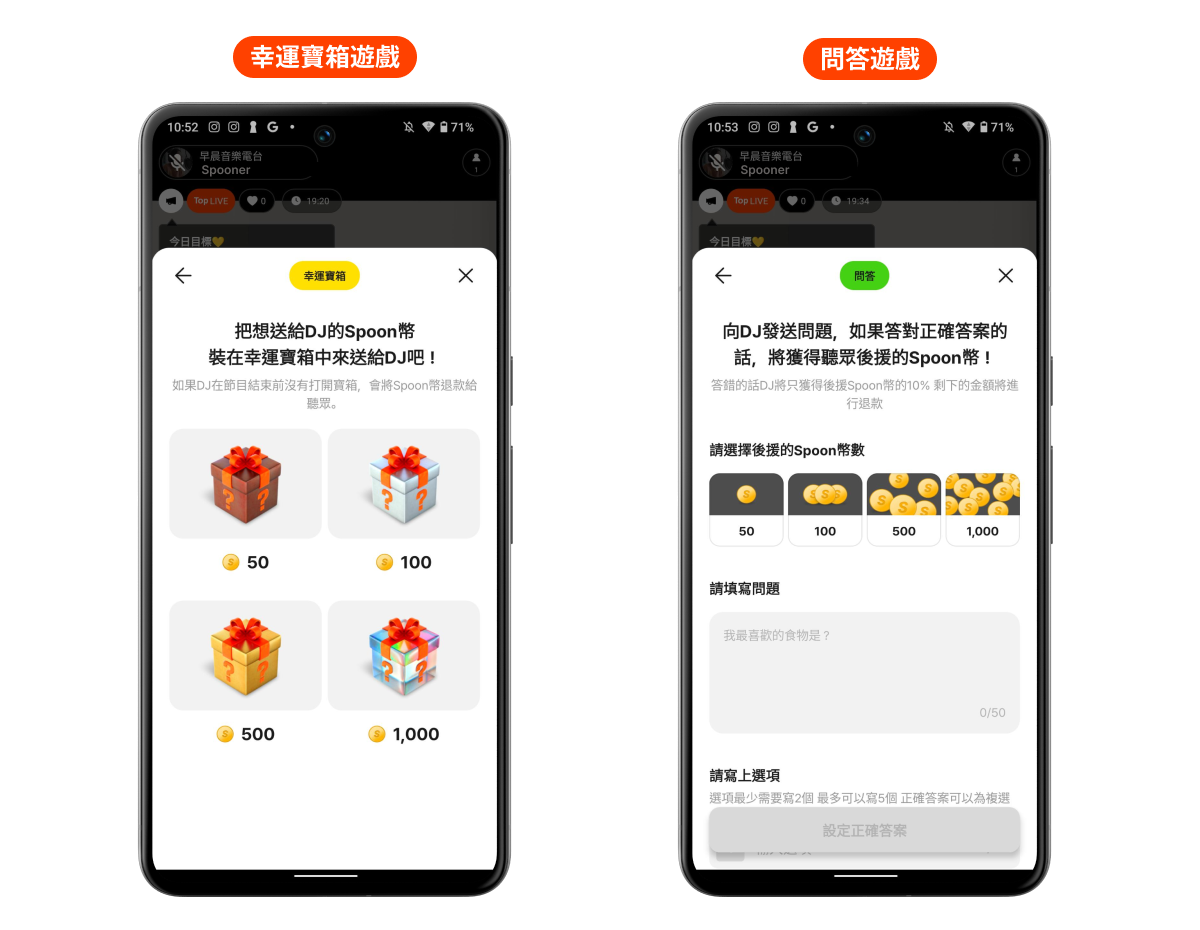 幸運寶箱遊戲
10:52
71%
早晨音樂電台
Spooner
1
Top LIVE
0
19:20
今日目標💛
幸運寶箱
把想送給DJ的Spoon幣
裝在幸運寶箱中來送給DJ吧！
如果DJ在節目結束前沒有打開寶箱，會將Spoon幣退款給
聽眾。
50
100
500
1,000
問答遊戲
10:53
71%
早晨音樂電台
Spooner
1
Top LIVE
0
19:34
今日目標💛
問答
向DJ發送問題，如果答對正確答案的
話，將獲得聽眾後援的Spoon幣！
答錯的話DJ將只獲得後援Spoon幣的10% 剩下的金額將進
行退款
請選擇後援的Spoon幣數
50
100
500
1,000
請填寫問題
我最喜歡的食物是？
0/50
請寫上選項
選項最少需要寫2個 最多可以寫5個 正確答案可以為複選
設定正確答案